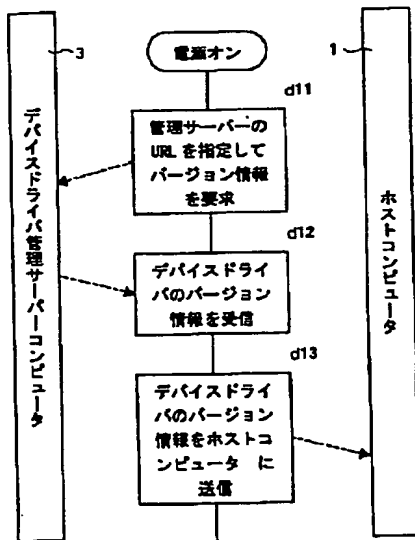 3
電源オン
1
d11
管理サーバーの
URLを指定して
バージョン情報
を要求
d12
デバイスドライ
バのバージョン
情報を受信
d13
デバイスドライ
バのバージョン
情報をホストコ
ンピュータ に
送信
デバイスドライバ管理サーバーコンピュータ
ホストコンピュータ